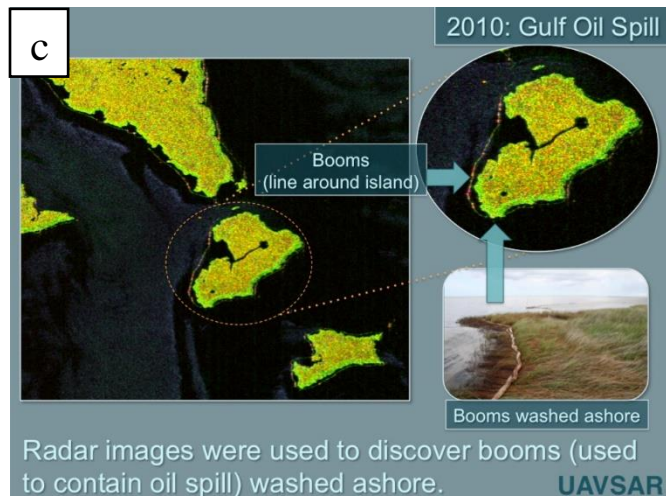 c
2010: Gulf Oil Spill
Booms
(line around island)
Booms washed ashore
Radar images were used to discover booms (used
to contain oil spill) washed ashore.
UAVSAR